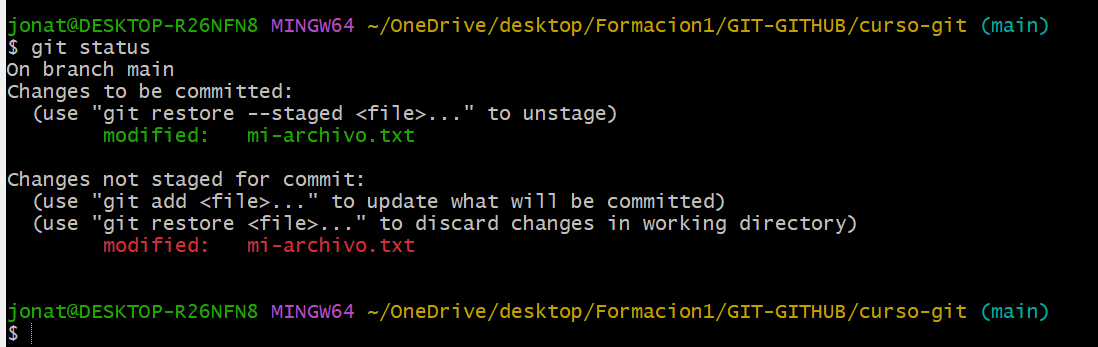 jonat@DESKTOP-R26NFN8 MINGW64 ~/OneDrive/desktop/Formacion1/GIT-GITHUB/curso-git (main)
$ git status
On branch main
Changes to be committed:
  (use "git restore --staged <file>..." to unstage)
        modified:   mi-archivo.txt

Changes not staged for commit:
  (use "git add <file>..." to update what will be committed)
  (use "git restore <file>..." to discard changes in working directory)
        modified:   mi-archivo.txt


jonat@DESKTOP-R26NFN8 MINGW64 ~/OneDrive/desktop/Formacion1/GIT-GITHUB/curso-git (main)
$